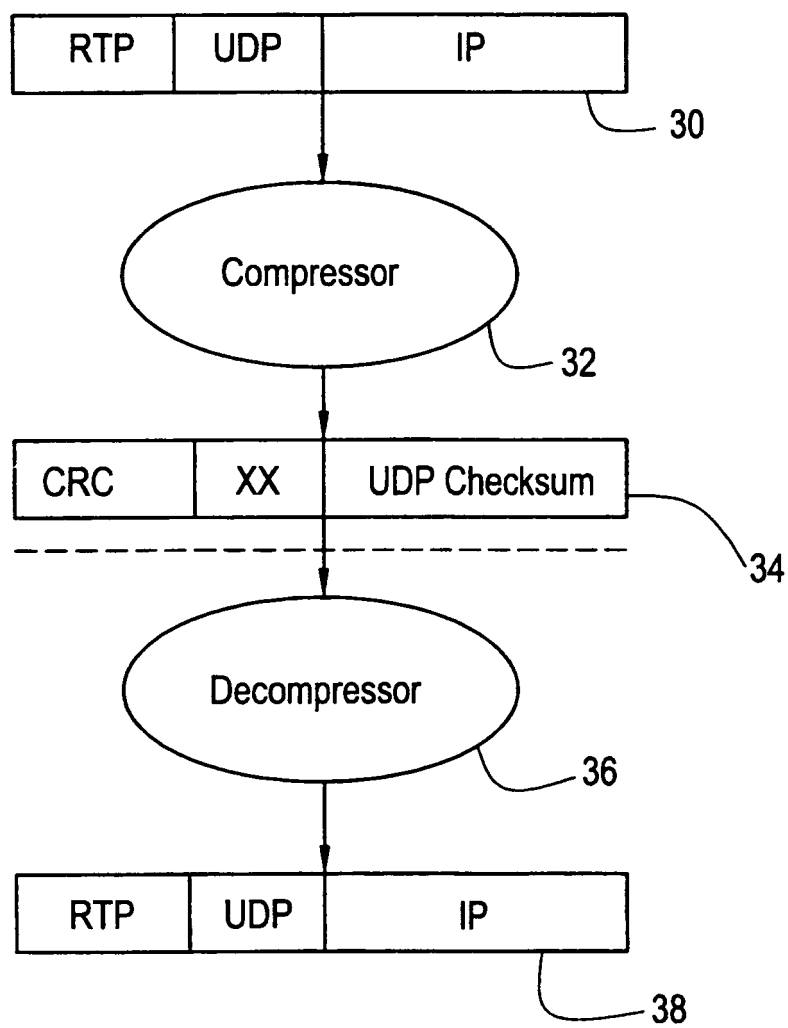 RTP UDP IP
30
Compressor
32
CRC XX UDP Checksum
34
Decompressor
36
RTP UDP IP
38